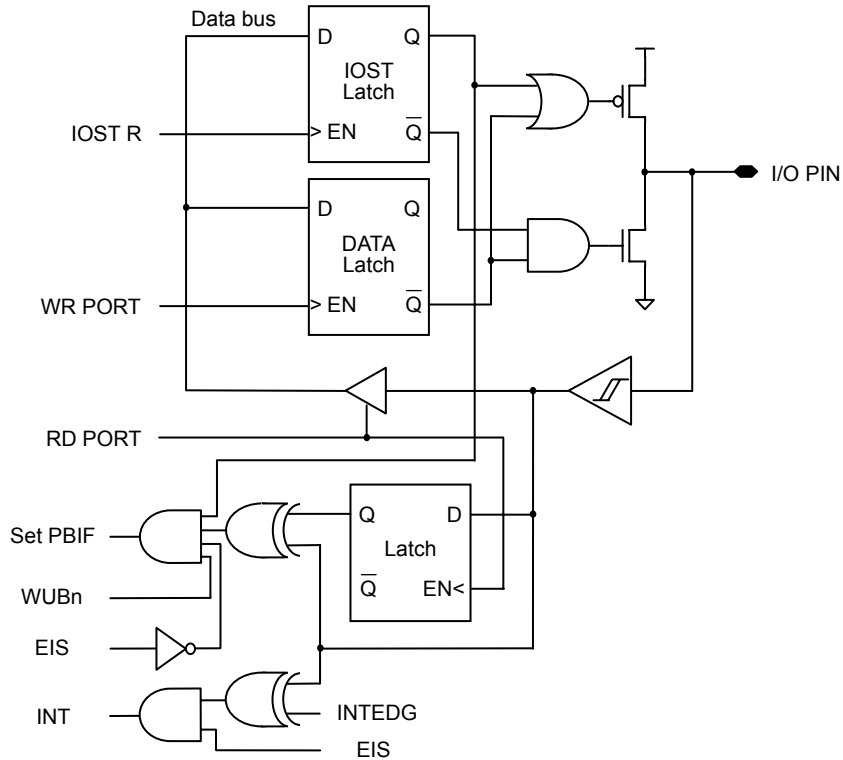 Data bus
D Q
IOST
Latch
IOST R
> EN Q̅
I/O PIN
D Q
DATA
Latch
WR PORT
> EN Q̅
RD PORT
Q D
Set PBIF
Latch
Q̅ EN<
WUBn
EIS
INT
INTEDG
EIS